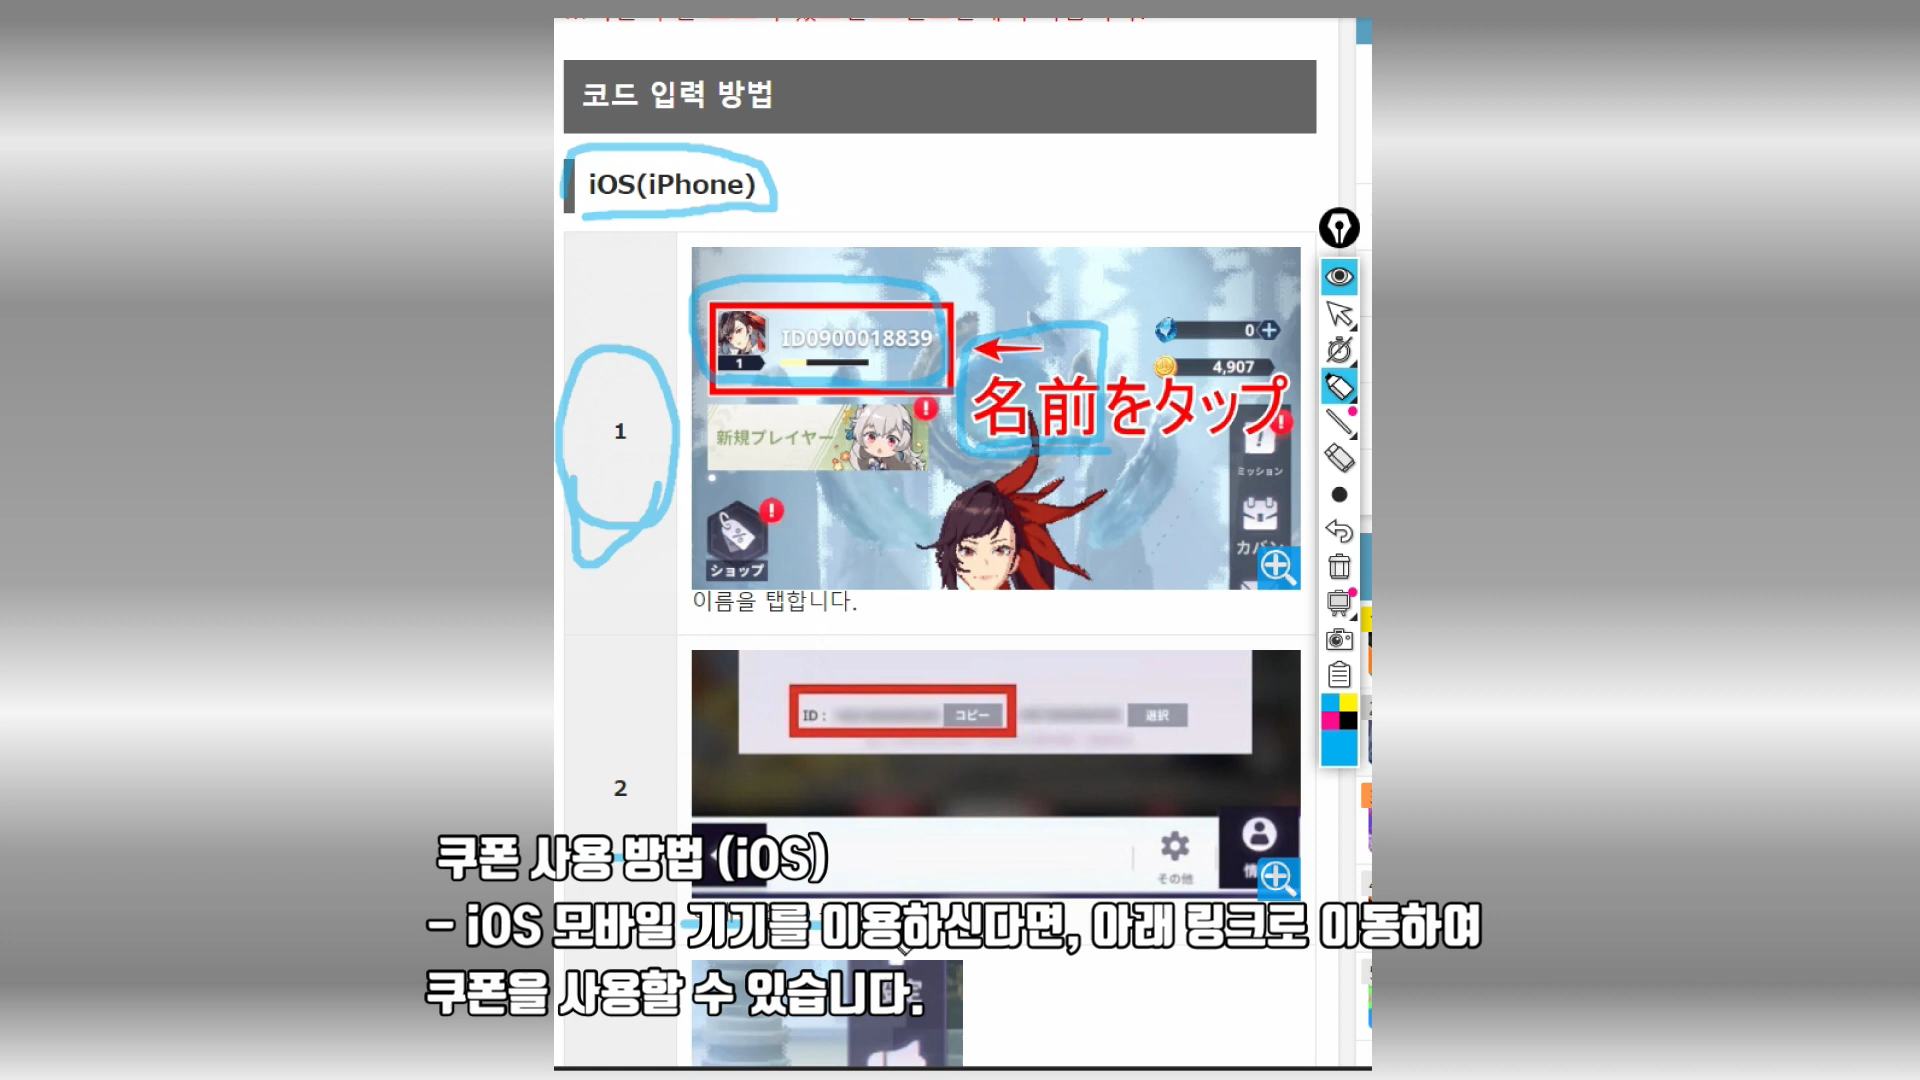 코드 입력 방법
iOS(iPhone)
1
ID0900018839
1
0
4,907
名前をタップ
新規プレイヤー
ミッション
ショップ
이름을 탭합니다.
2
ID :
コピー
選択
その他
쿠폰 사용 방법 (iOS)
- iOS 모바일 기기를 이용하신다면, 아래 링크로 이동하여
쿠폰을 사용할 수 있습니다.